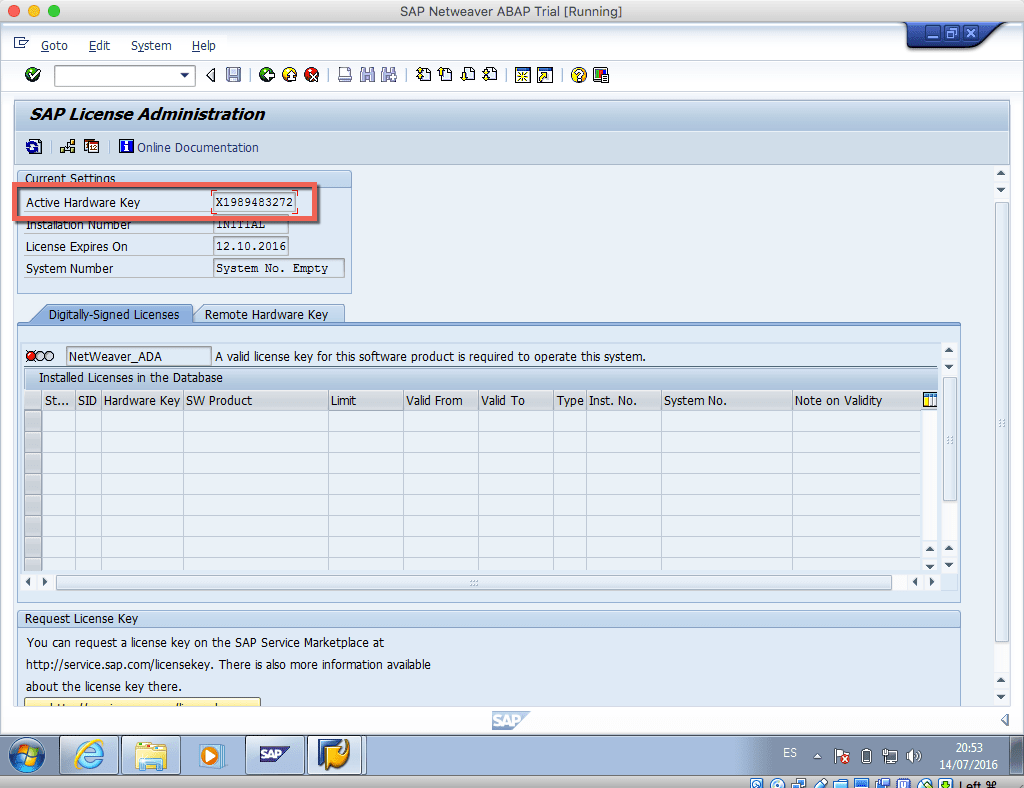 SAP Netweaver ABAP Trial [Running]
Goto Edit System Help
SAP License Administration
Online Documentation
Current Settings
Active Hardware Key X1989483272
Installation Number INITIAL
License Expires On 12.10.2016
System Number System No. Empty
Digitally-Signed Licenses Remote Hardware Key
NetWeaver_ADA A valid license key for this software product is required to operate this system.
Installed Licenses in the Database
St... SID Hardware Key SW Product Limit Valid From Valid To Type Inst. No. System No. Note on Validity
Request License Key
You can request a license key on the SAP Service Marketplace at
http://service.sap.com/licensekey. There is also more information available
about the license key there.
SAP
SAP ES 20:53
14/07/2016
Left ⌘